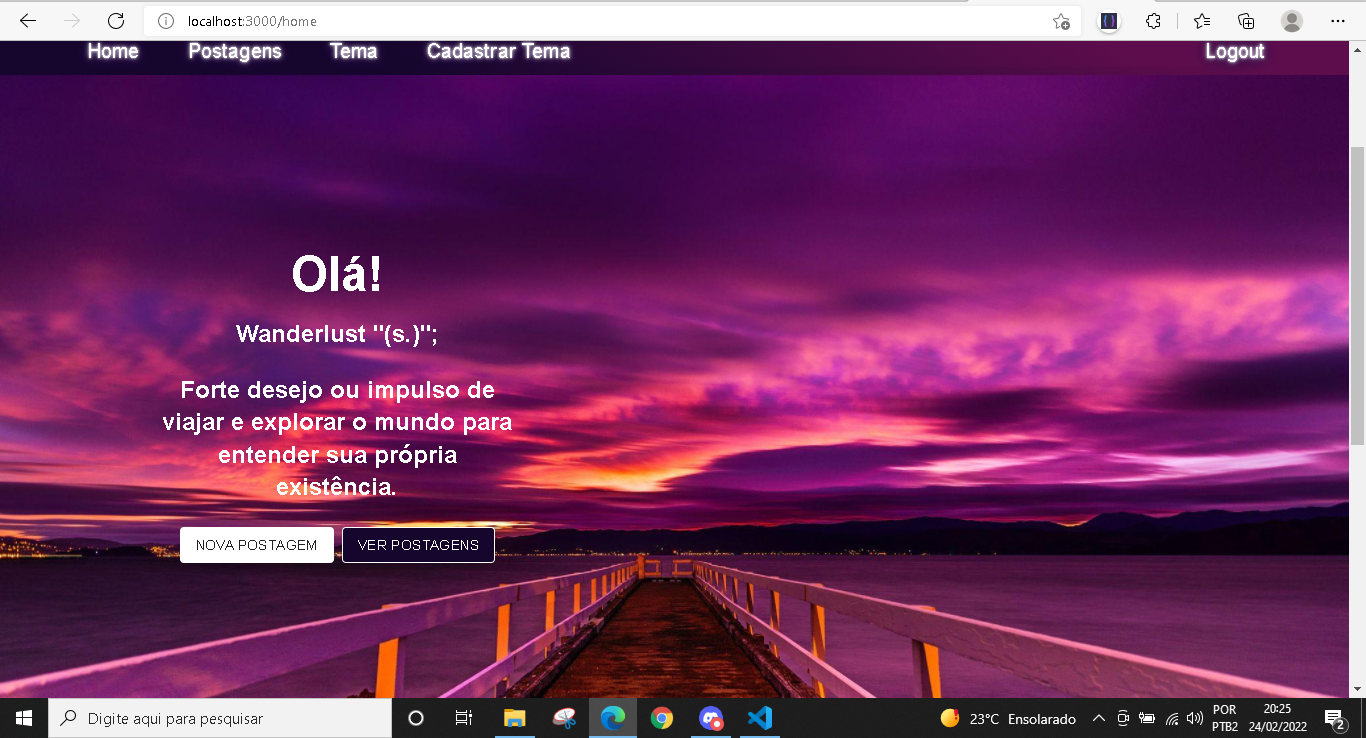 localhost:3000/home
Home Postagens Tema Cadastrar Tema Logout
Olá!
Wanderlust "(s.)";
Forte desejo ou impulso de
viajar e explorar o mundo para
entender sua própria
existência.
NOVA POSTAGEM VER POSTAGENS
Digite aqui para pesquisar
23°C Ensolarado
POR
PTB2
20:25
24/02/2022
2